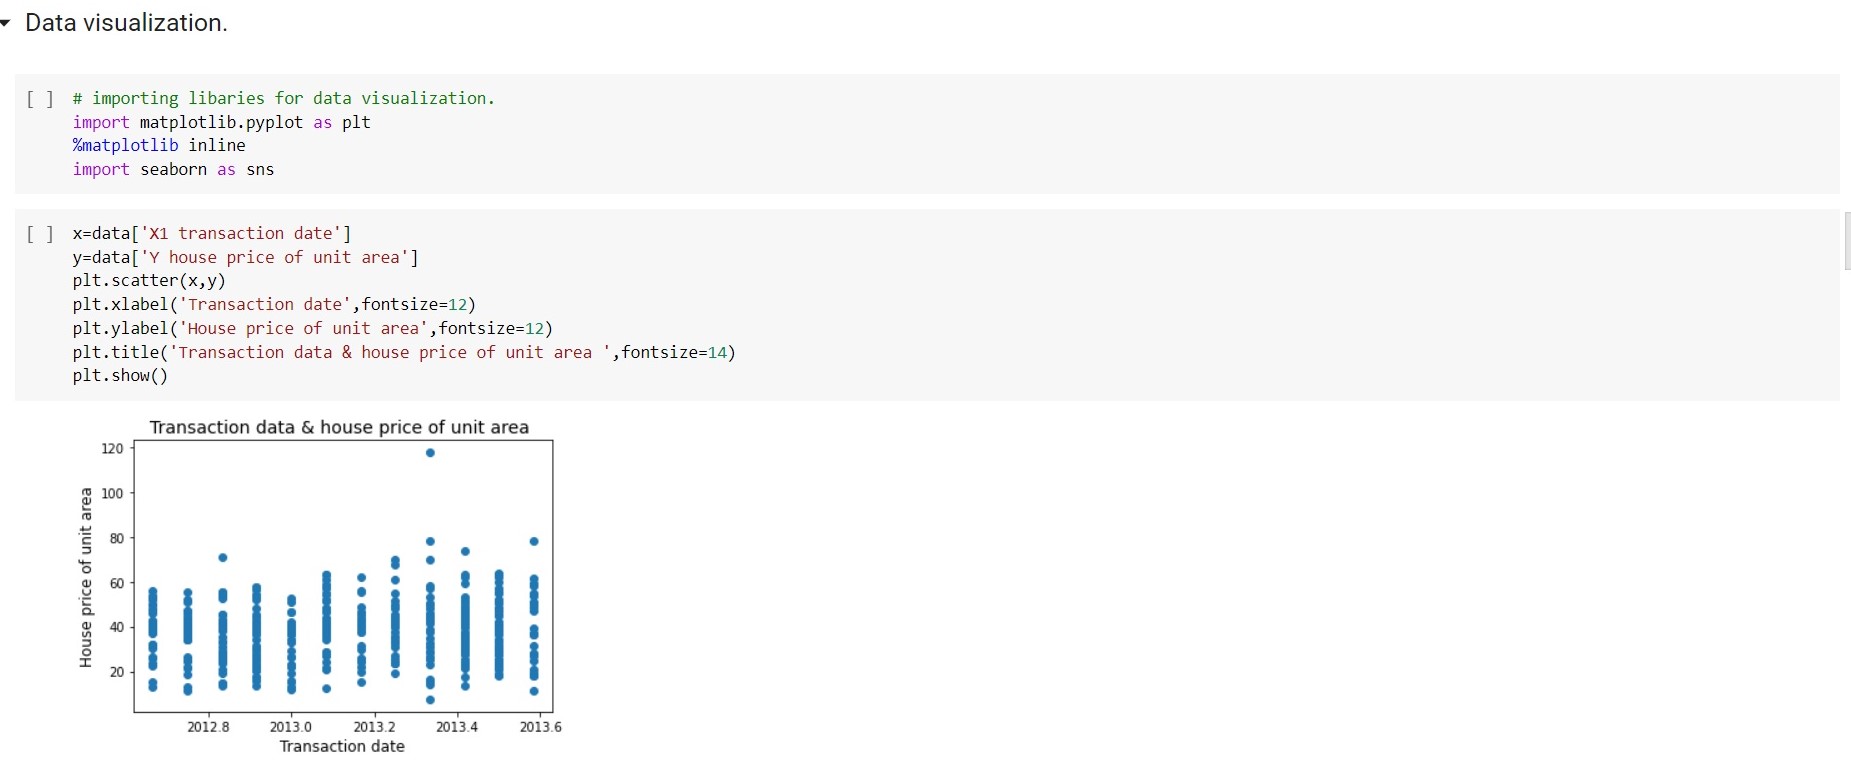 Data visualization.
[ ] # importing libaries for data visualization.
import matplotlib.pyplot as plt
%matplotlib inline
import seaborn as sns
[ ] x=data['X1 transaction date']
y=data['Y house price of unit area']
plt.scatter(x,y)
plt.xlabel('Transaction date',fontsize=12)
plt.ylabel('House price of unit area',fontsize=12)
plt.title('Transaction data & house price of unit area ',fontsize=14)
plt.show()
Transaction data & house price of unit area
House price of unit area
120
100
80
60
40
20
2012.8 2013.0 2013.2 2013.4 2013.6
Transaction date